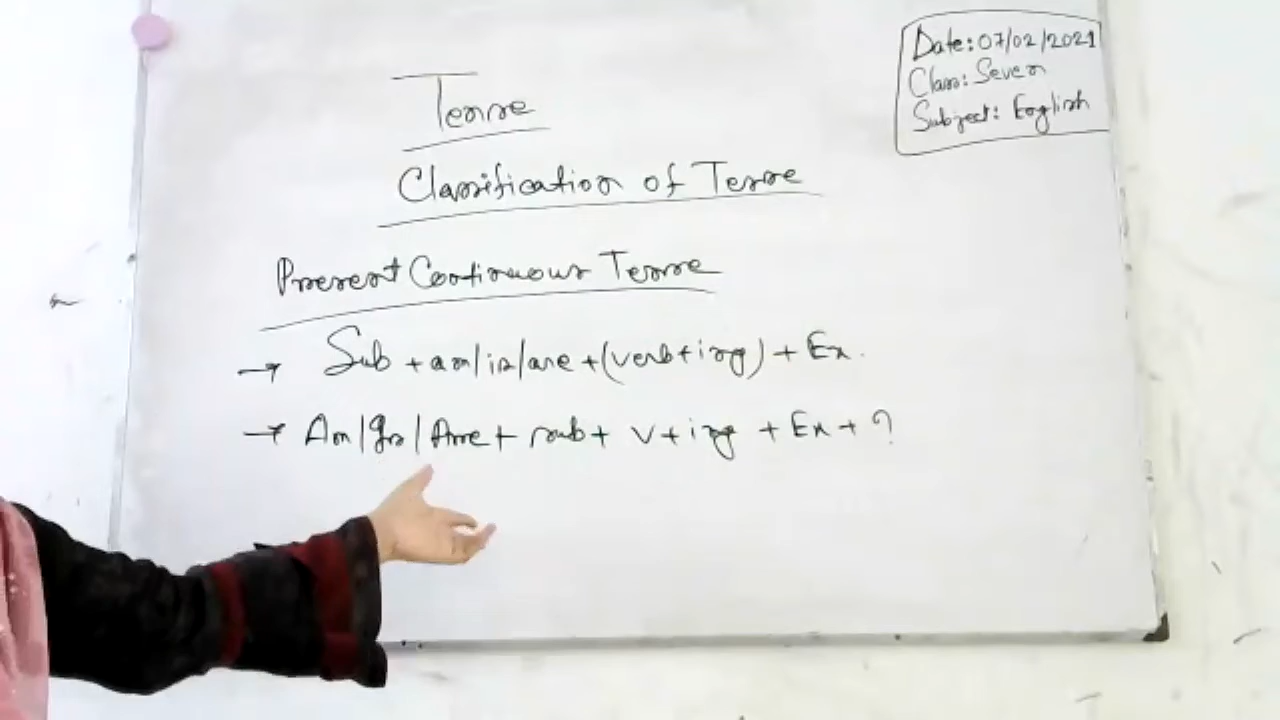 Date: 07/02/2021
Class: Seven
Subject: English
Tense
Classification of Tense
Present Continuous Tense
→ Sub + am/is/are + (verb+ing) + Ex.
→ Am/Is/Are + sub + v + ing + Ex + ?